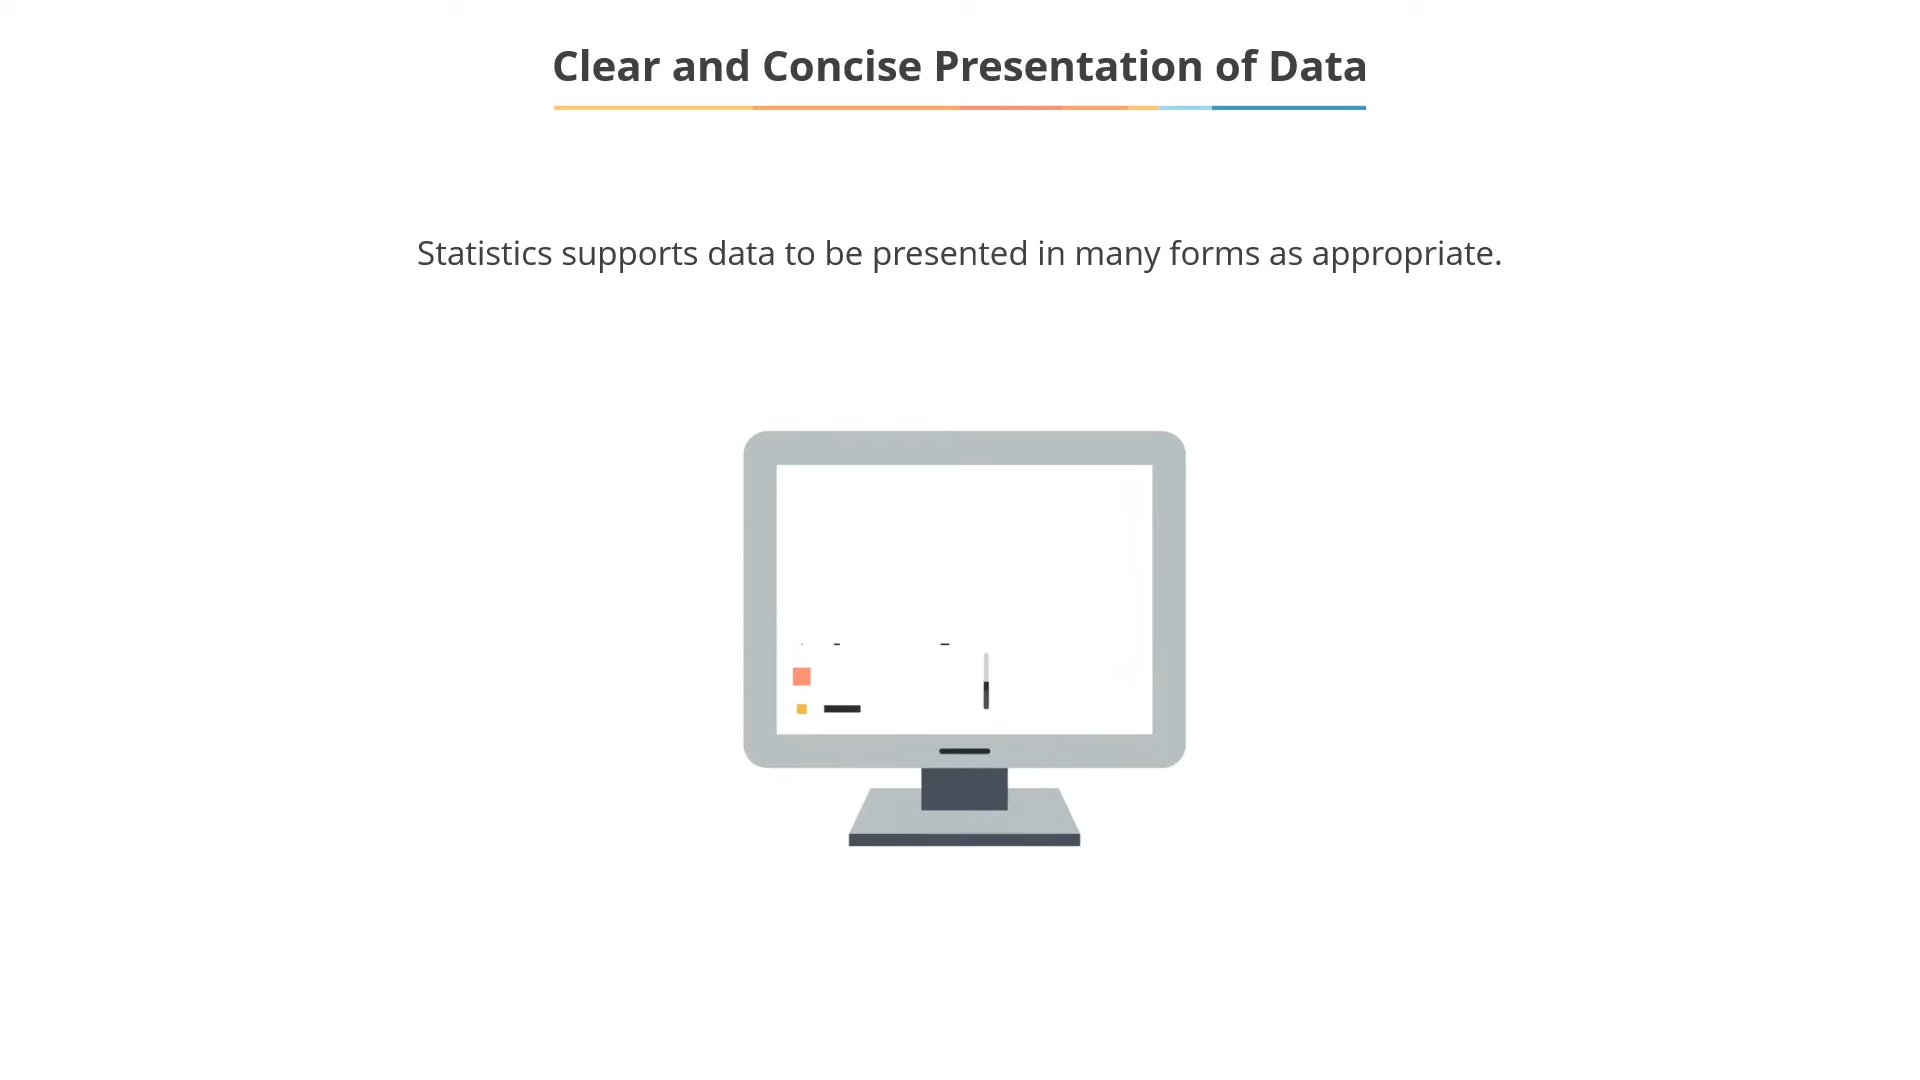 Clear and Concise Presentation of Data
Statistics supports data to be presented in many forms as appropriate.